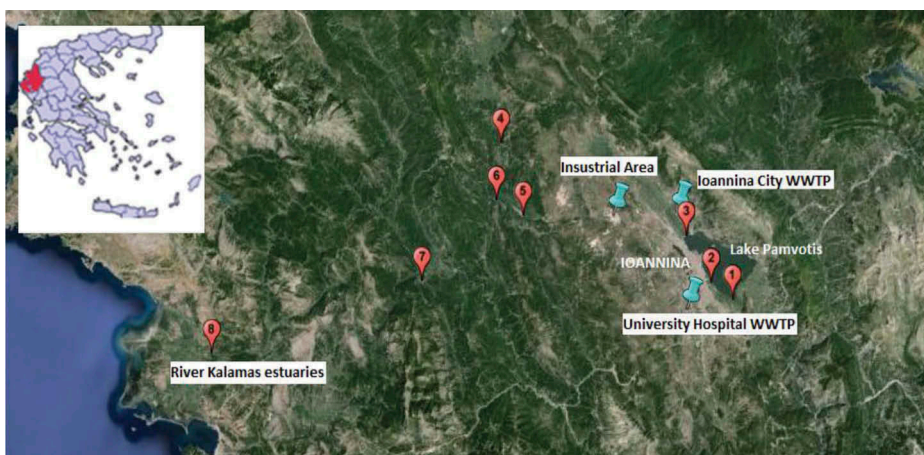 4
Insustrial Area
Ioannina City WWTP
6
5
3
Lake Pamvotis
IOANNINA
2
7
1
University Hospital WWTP
8
River Kalamas estuaries